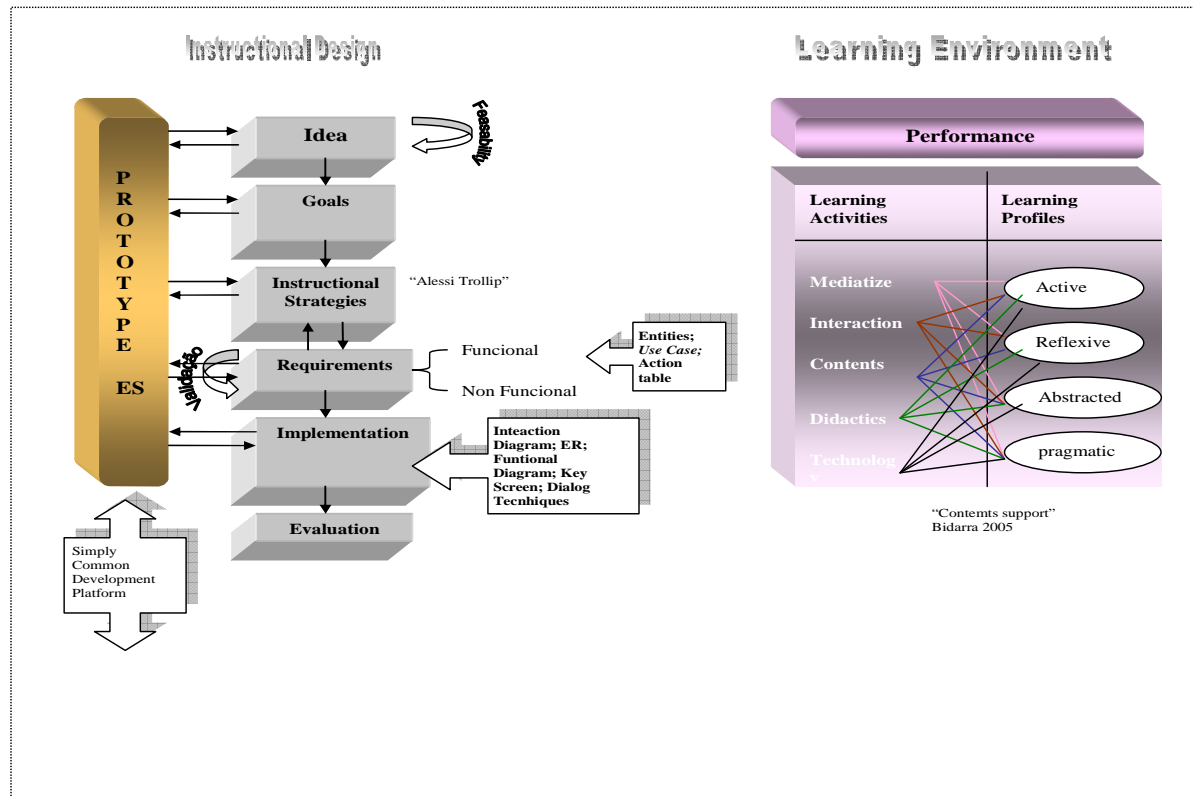 Instructional Design
Learning Environment
P
R
O
T
O
T
Y
P
E
ES
Idea
Feasability
Goals
Instructional
Strategies
“Alessi Trollip”
Validação
Requirements
Funcional
Non Funcional
Entities;
Use Case;
Action
table
Implementation
Inteaction
Diagram; ER;
Funtional
Diagram; Key
Screen; Dialog
Tecnhiques
Evaluation
Simply
Common
Development
Platform
Performance
Learning
Activities
Learning
Profiles
Mediatize
Interaction
Contents
Didactics
Technolog
y
Active
Reflexive
Abstracted
pragmatic
“Contemts support”
Bidarra 2005